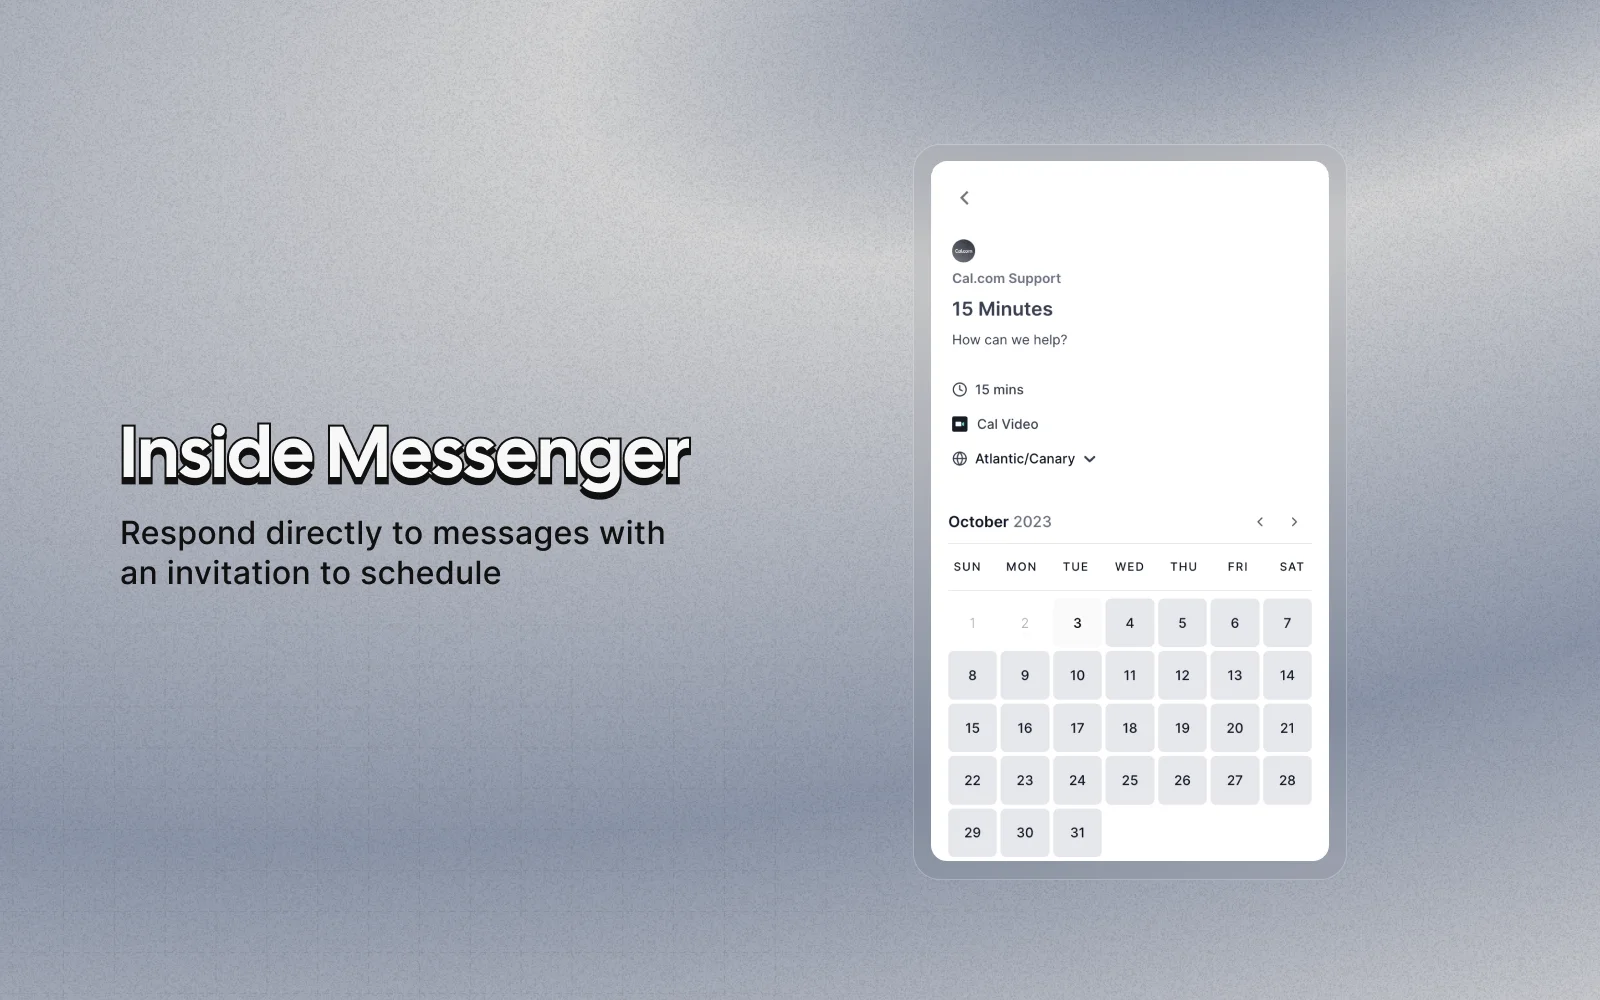 Inside Messenger
Respond directly to messages with
an invitation to schedule
Cal.com
Cal.com Support
15 Minutes
How can we help?
15 mins
Cal Video
Atlantic/Canary
October 2023
SUN MON TUE WED THU FRI SAT
1 2 3 4 5 6 7
8 9 10 11 12 13 14
15 16 17 18 19 20 21
22 23 24 25 26 27 28
29 30 31